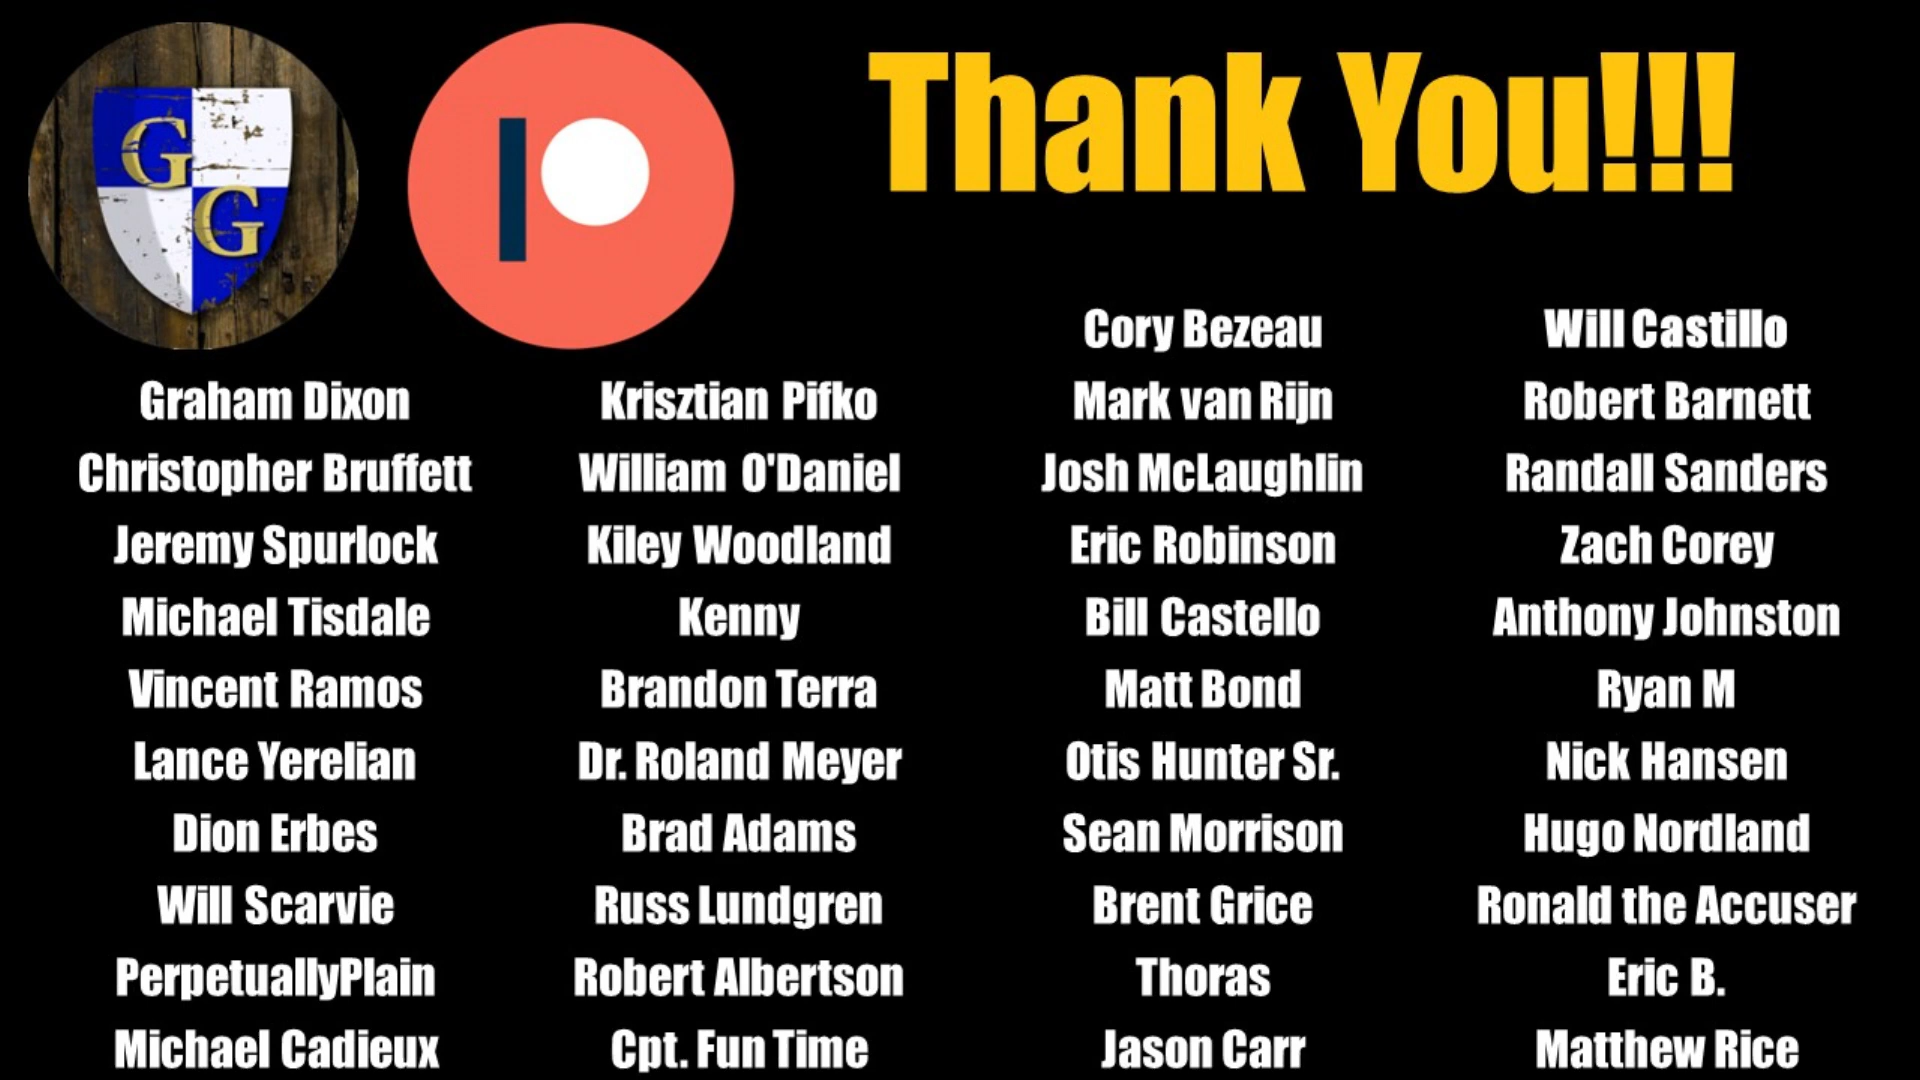 G
G
Thank You!!!
Graham Dixon
Christopher Bruffett
Jeremy Spurlock
Michael Tisdale
Vincent Ramos
Lance Yerelian
Dion Erbes
Will Scarvie
PerpetuallyPlain
Michael Cadieux
Krisztian Pifko
William O'Daniel
Kiley Woodland
Kenny
Brandon Terra
Dr. Roland Meyer
Brad Adams
Russ Lundgren
Robert Albertson
Cpt. Fun Time
Cory Bezeau
Mark van Rijn
Josh McLaughlin
Eric Robinson
Bill Castello
Matt Bond
Otis Hunter Sr.
Sean Morrison
Brent Grice
Thoras
Jason Carr
Will Castillo
Robert Barnett
Randall Sanders
Zach Corey
Anthony Johnston
Ryan M
Nick Hansen
Hugo Nordland
Ronald the Accuser
Eric B.
Matthew Rice